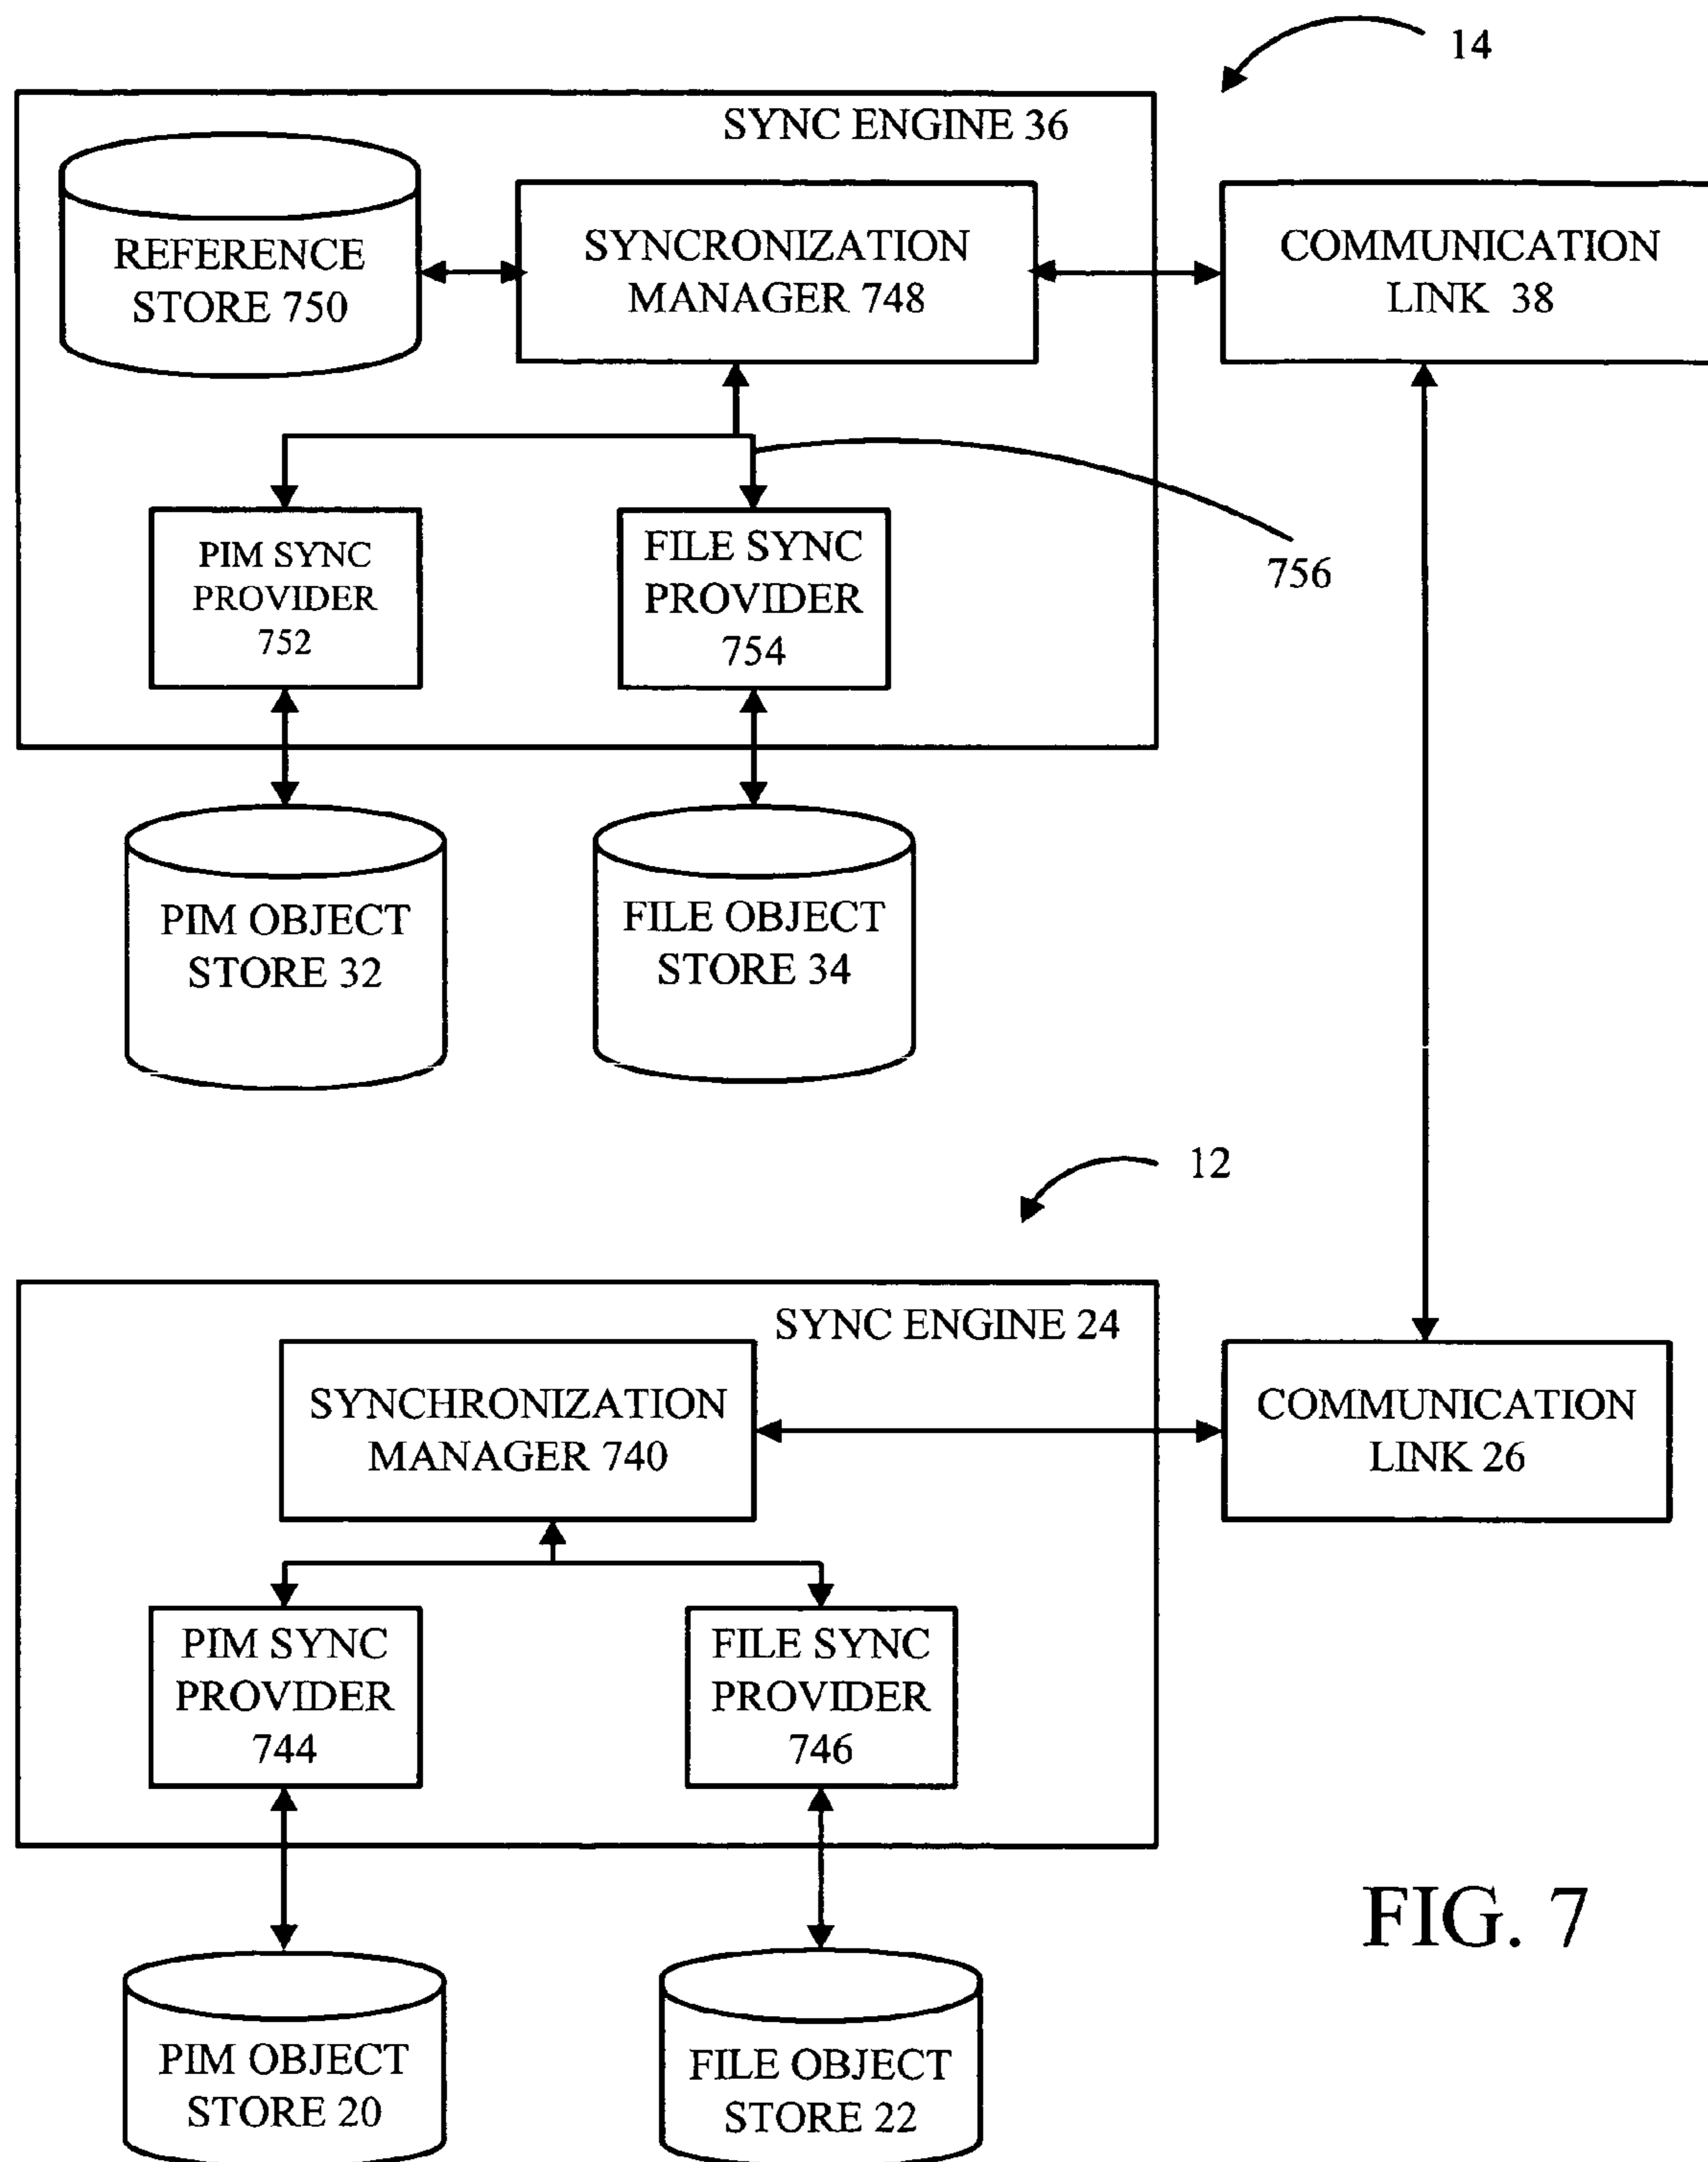 14
SYNC ENGINE 36
REFERENCE
STORE 750
SYNCRONIZATION
MANAGER 748
COMMUNICATION
LINK 38
PIM SYNC
PROVIDER
752
FILE SYNC
PROVIDER
754
756
PIM OBJECT
STORE 32
FILE OBJECT
STORE 34
12
SYNC ENGINE 24
SYNCHRONIZATION
MANAGER 740
COMMUNICATION
LINK 26
PIM SYNC
PROVIDER
744
FILE SYNC
PROVIDER
746
FIG. 7
PIM OBJECT
STORE 20
FILE OBJECT
STORE 22